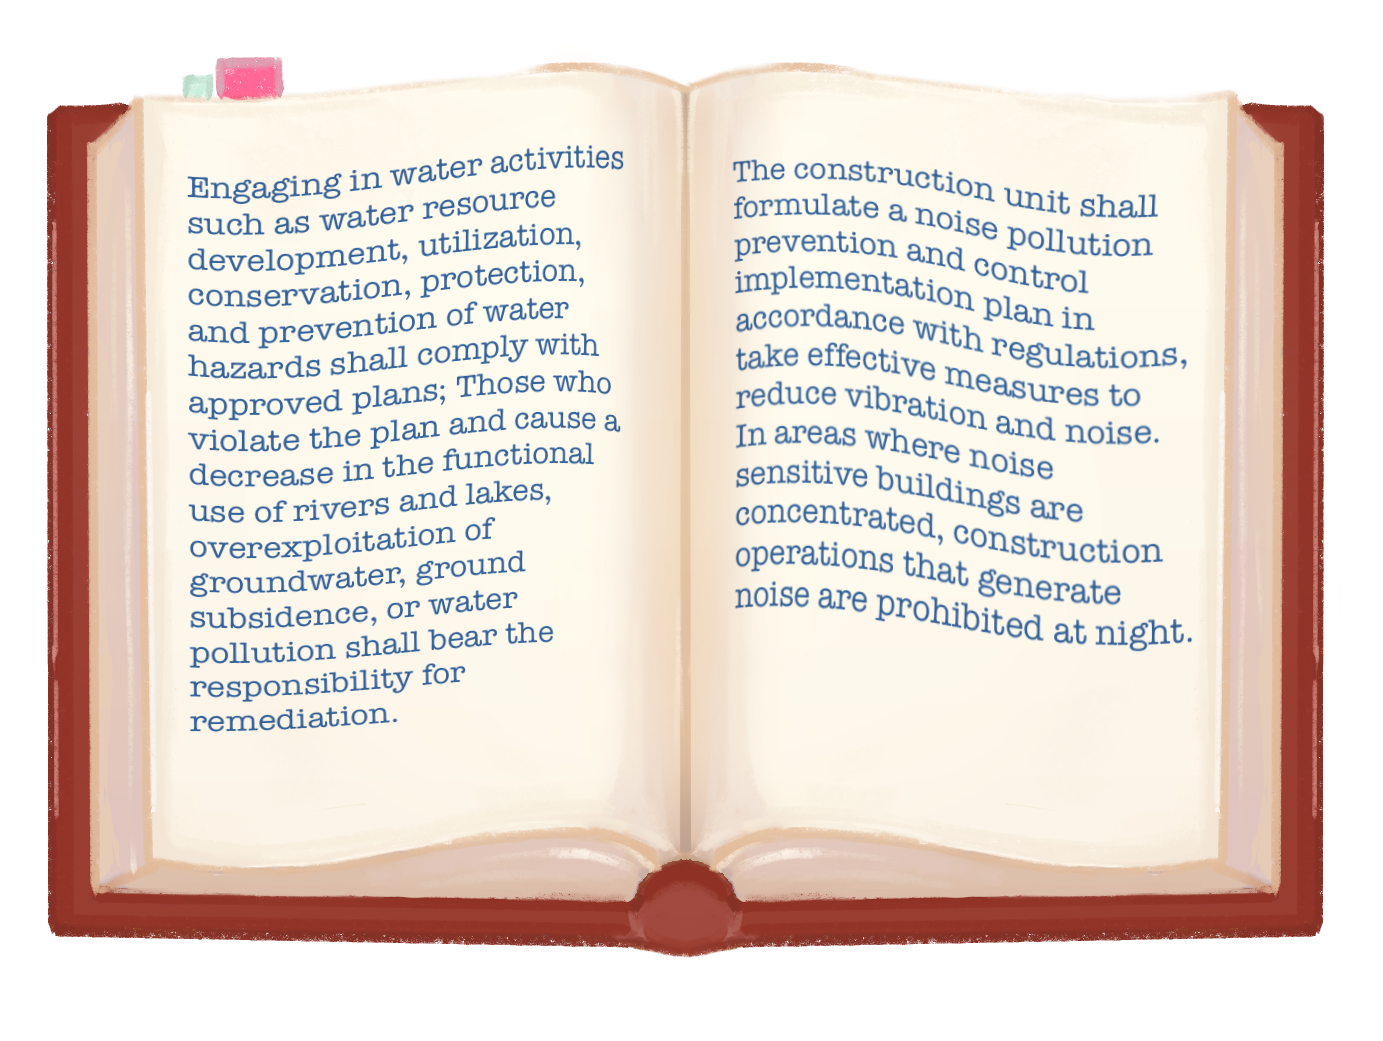 Engaging in water activities
such as water resource
development, utilization,
conservation, protection,
and prevention of water
hazards shall comply with
approved plans; Those who
violate the plan and cause a
decrease in the functional
use of rivers and lakes,
overexploitation of
groundwater, ground
subsidence, or water
pollution shall bear the
responsibility for
remediation.
The construction unit shall
formulate a noise pollution
prevention and control
implementation plan in
accordance with regulations,
take effective measures to
reduce vibration and noise.
In areas where noise
sensitive buildings are
concentrated, construction
operations that generate
noise are prohibited at night.